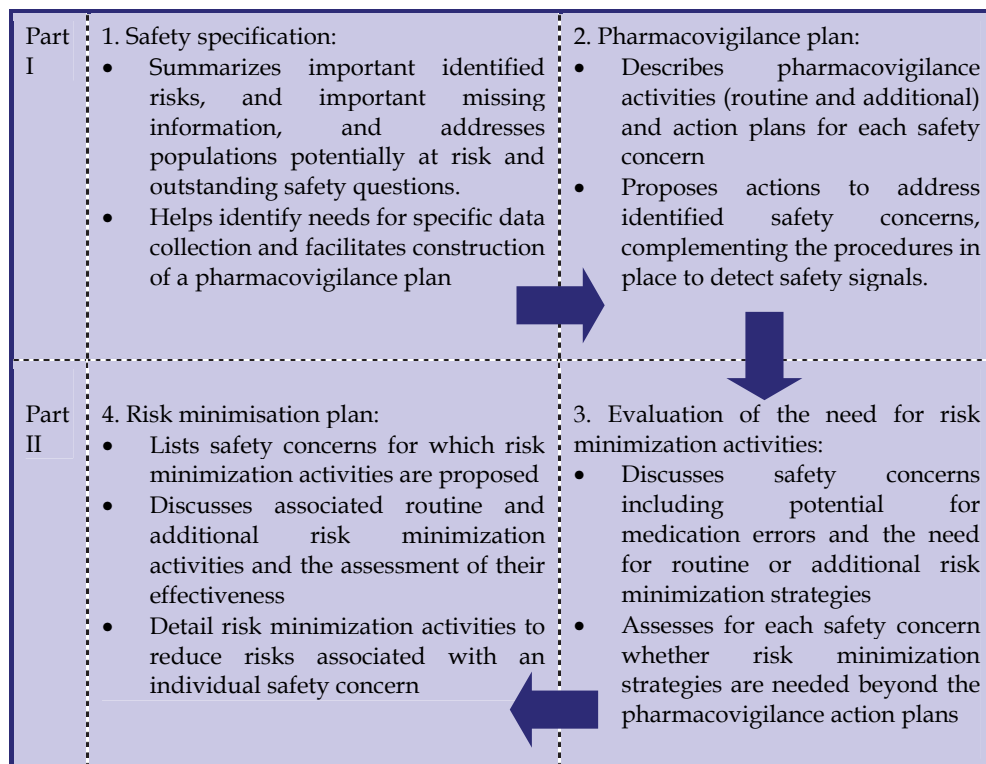 Part
I
1. Safety specification:
• Summarizes important identified
risks, and important missing
information, and addresses
populations potentially at risk and
outstanding safety questions.
• Helps identify needs for specific data
collection and facilitates construction
of a pharmacovigilance plan
2. Pharmacovigilance plan:
• Describes pharmacovigilance
activities (routine and additional)
and action plans for each safety
concern
• Proposes actions to address
identified safety concerns,
complementing the procedures in
place to detect safety signals.
Part
II
4. Risk minimisation plan:
• Lists safety concerns for which risk
minimization activities are proposed
• Discusses associated routine and
additional risk minimization
activities and the assessment of their
effectiveness
• Detail risk minimization activities to
reduce risks associated with an
individual safety concern
3. Evaluation of the need for risk
minimization activities:
• Discusses safety concerns
including potential for
medication errors and the need
for routine or additional risk
minimization strategies
• Assesses for each safety concern
whether risk minimization
strategies are needed beyond the
pharmacovigilance action plans